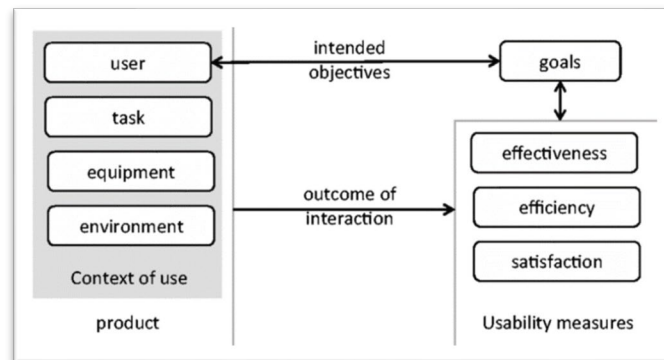 user
task
equipment
environment
Context of use
product
intended
objectives
outcome of
interaction
goals
effectiveness
efficiency
satisfaction
Usability measures